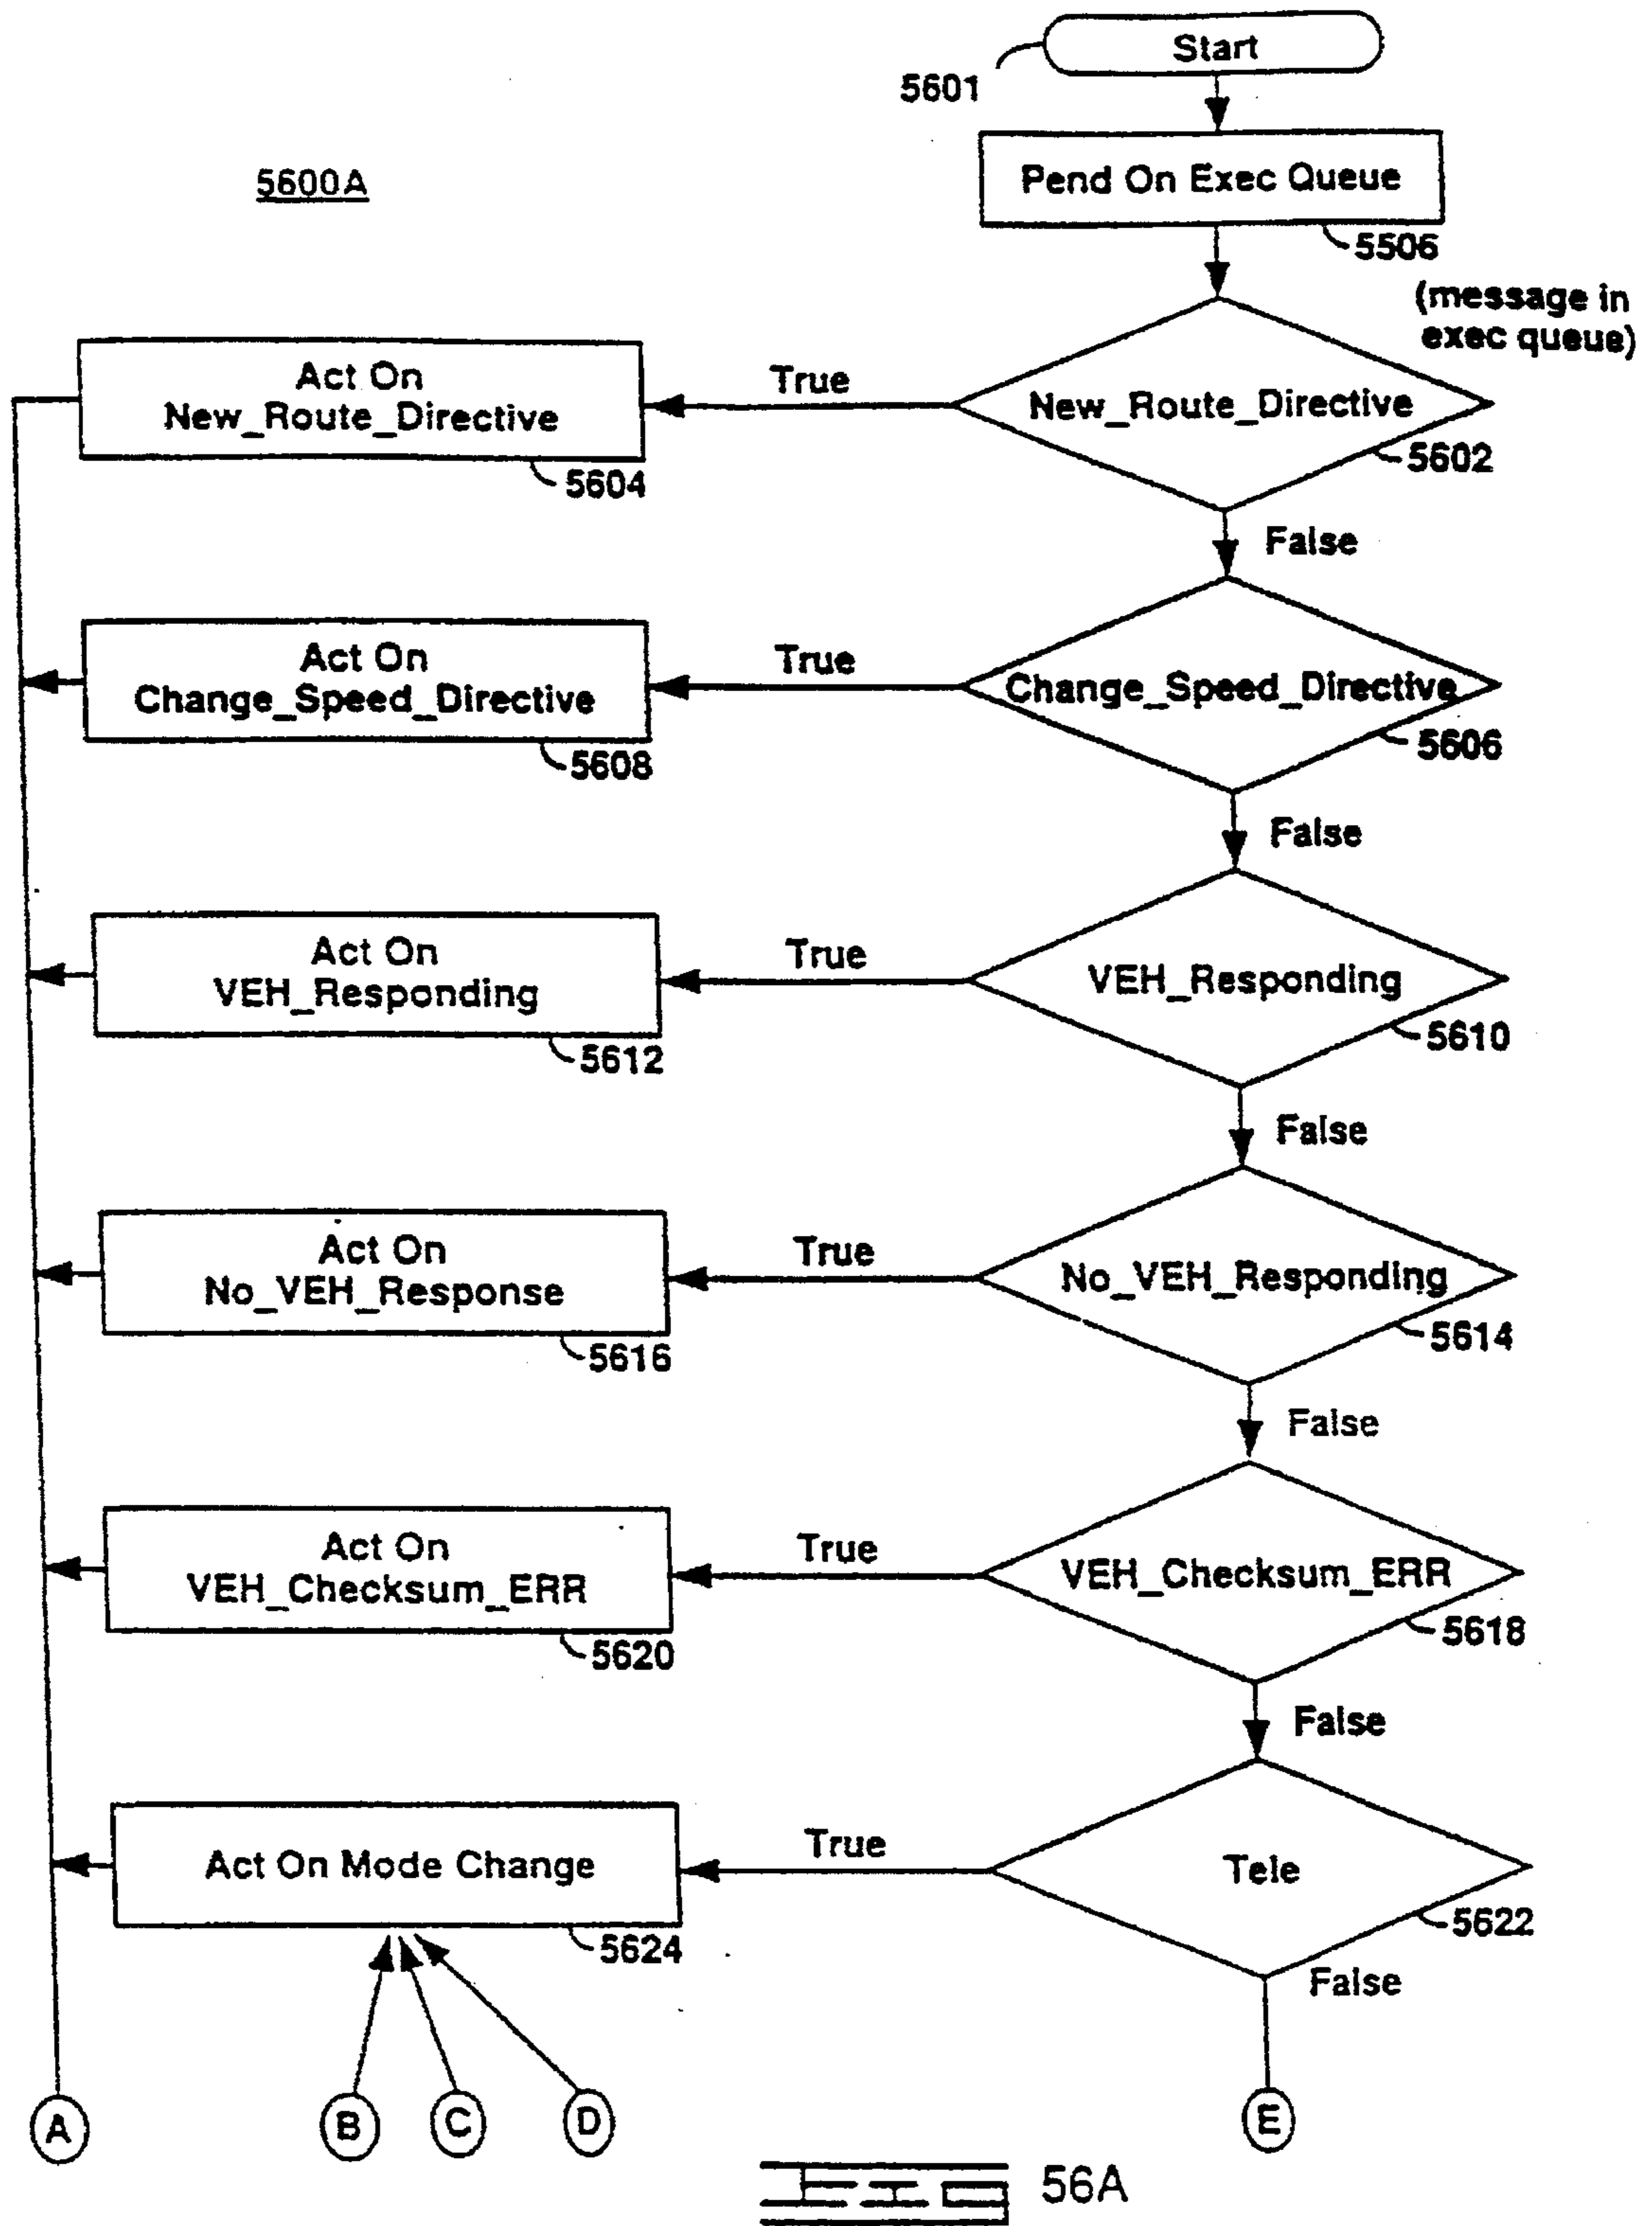 Start
5601
5600A
Pend On Exec Queue
5506
(message in
exec queue)
Act On
New_Route_Directive
5604
True
New_Route_Directive
5602
False
Act On
Change_Speed_Directive
5608
True
Change_Speed_Directive
5606
False
Act On
VEH_Responding
5612
True
VEH_Responding
5610
False
Act On
No_VEH_Response
5616
True
No_VEH_Responding
5614
False
Act On
VEH_Checksum_ERR
5620
True
VEH_Checksum_ERR
5618
False
Act On Mode Change
5624
True
Tele
5622
False
A
B
C
D
E
FIG 56A